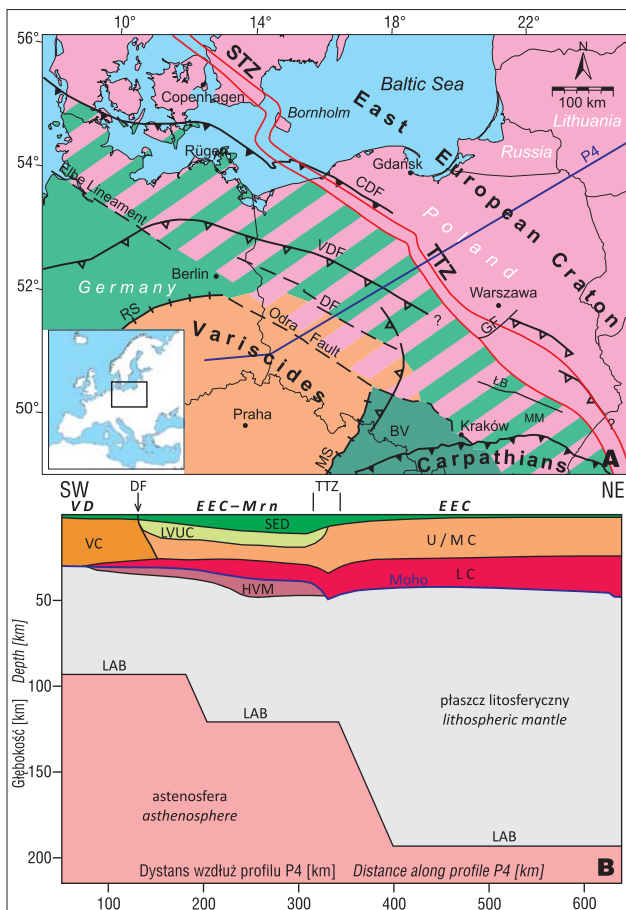 10° 14° 18° 22°
56°
STZ
N
Baltic Sea
Copenhagen
100 km
Bornholm
Lithuania
East European Craton
Rügen
Russia
P4
54°
Gdańsk
Elbe Lineament
CDF
Poland
VDF
TTZ
Berlin
52°
Germany
DF
Warszawa
RS
Odra Fault
?
GF
Variscides
ŁB
50°
Praha
MM
Kraków
?
BV
MS
Carpathians
A
SW DF TTZ NE
VD EEC–Mrn EEC
SED
LVUC
VC U / M C
Moho L C
HVM
50
LAB
100
LAB
płaszcz litosferyczny
lithospheric mantle
Głębokość [km] Depth [km]
150
astenosfera
asthenosphere
LAB
200
Dystans wzdłuż profilu P4 [km] Distance along profile P4 [km]
B
100 200 300 400 500 600